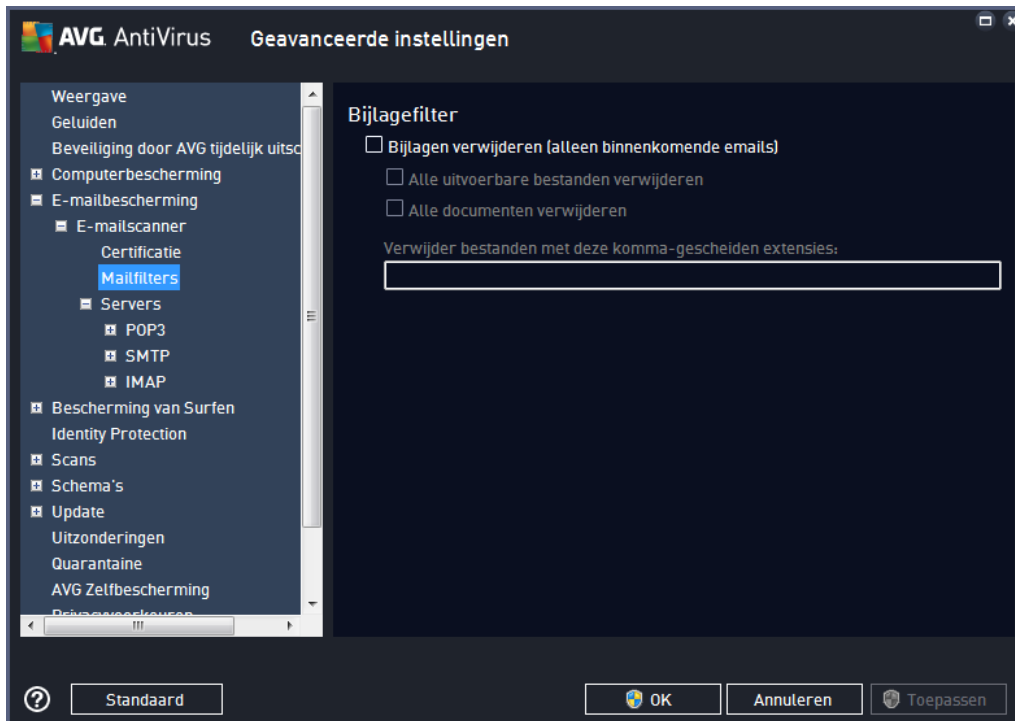 AVG AntiVirus Geavanceerde instellingen
Weergave
Geluiden
Beveiliging door AVG tijdelijk uitsc
Computerbescherming
E-mailbescherming
E-mailscanner
Certificatie
Mailfilters
Servers
POP3
SMTP
IMAP
Bescherming van Surfen
Identity Protection
Scans
Schema's
Update
Uitzonderingen
Quarantaine
AVG Zelfbescherming
Privacyvoorkeuren
Bijlagefilter
Bijlagen verwijderen (alleen binnenkomende emails)
Alle uitvoerbare bestanden verwijderen
Alle documenten verwijderen
Verwijder bestanden met deze komma-gescheiden extensies:
Standaard
OK
Annuleren
Toepassen